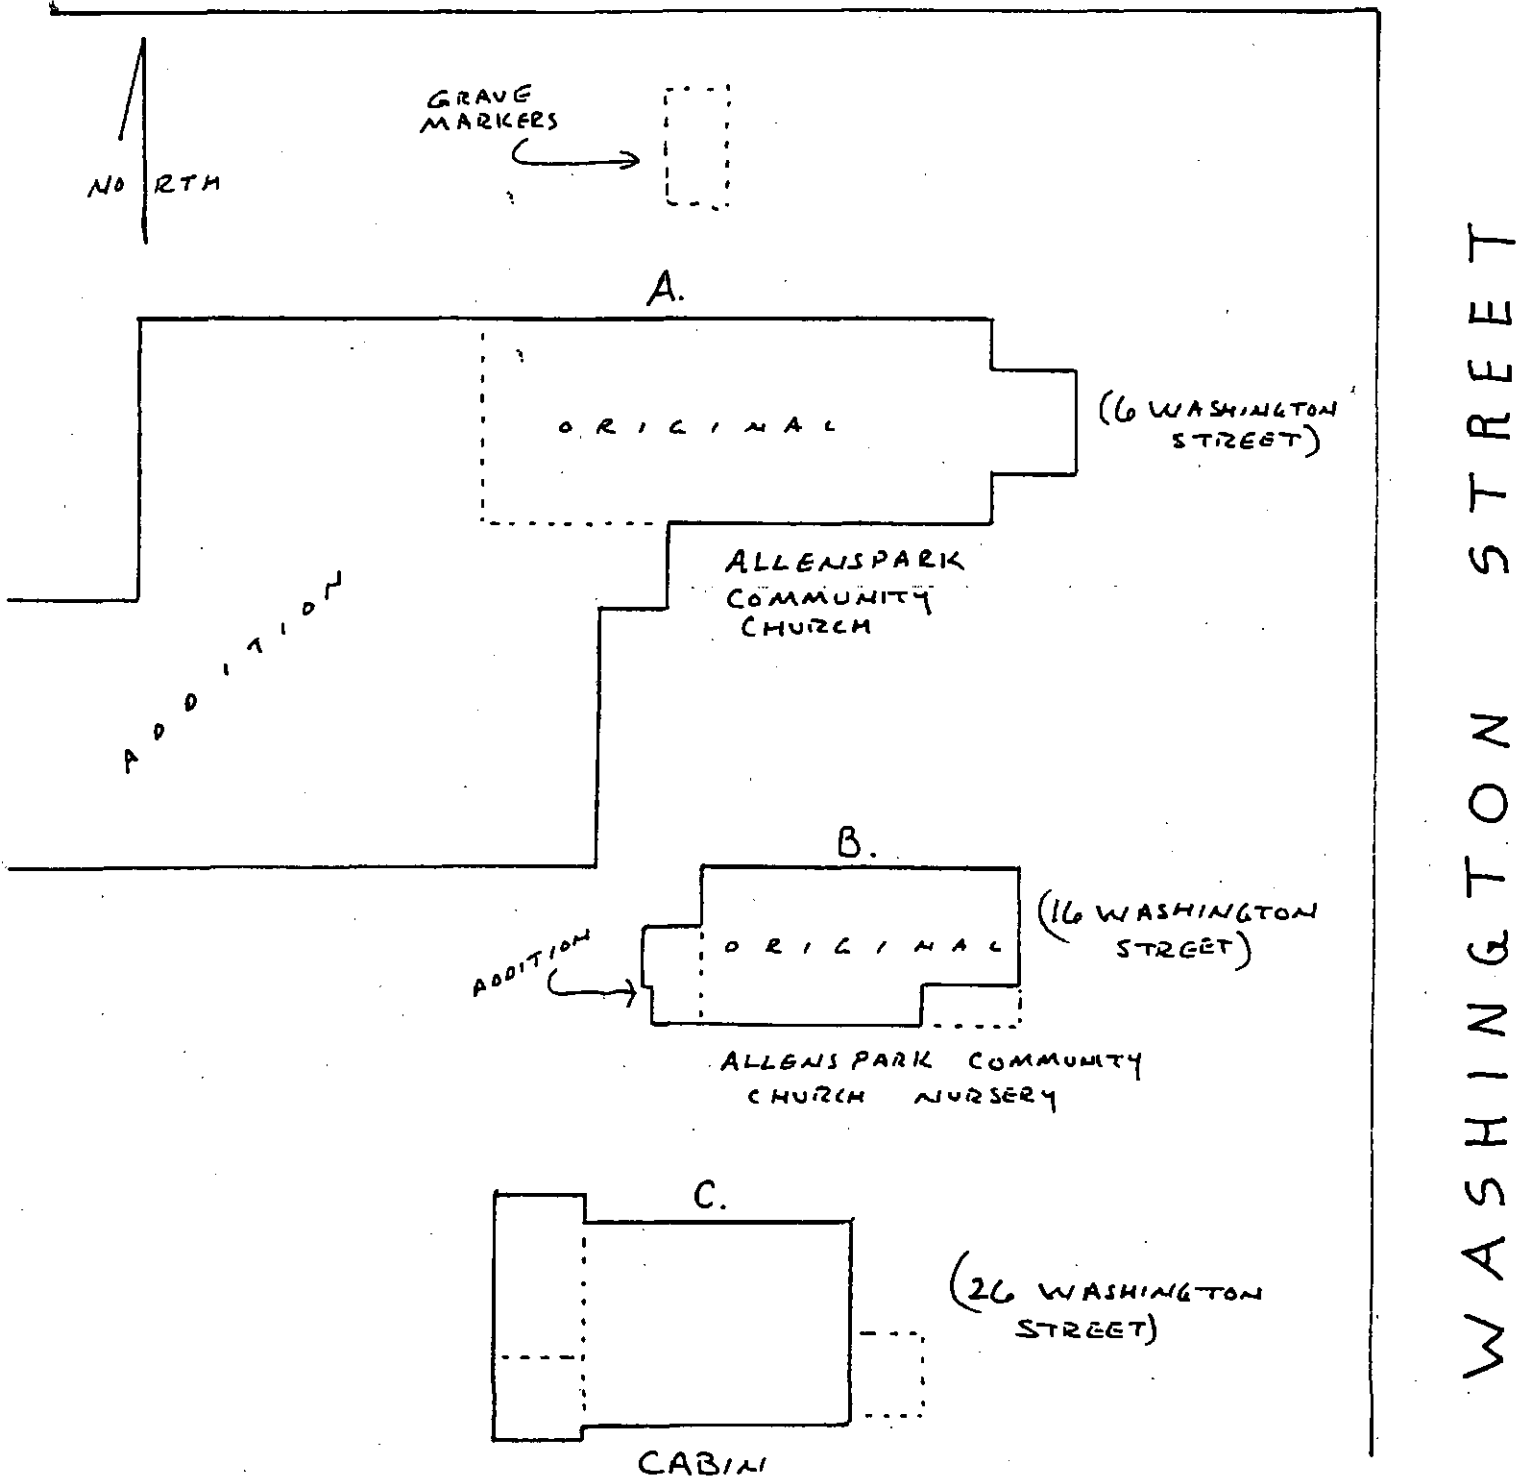 GRAVE
MARKERS
NORTH
A.
ORIGINAL
(6 WASHINGTON
STREET)
ALLENSPARK
COMMUNITY
CHURCH
ADDITION
B.
ORIGINAL
(16 WASHINGTON
STREET)
ADDITION
ALLENSPARK COMMUNITY
CHURCH NURSERY
C.
(26 WASHINGTON
STREET)
CABIN
WASHINGTON STREET